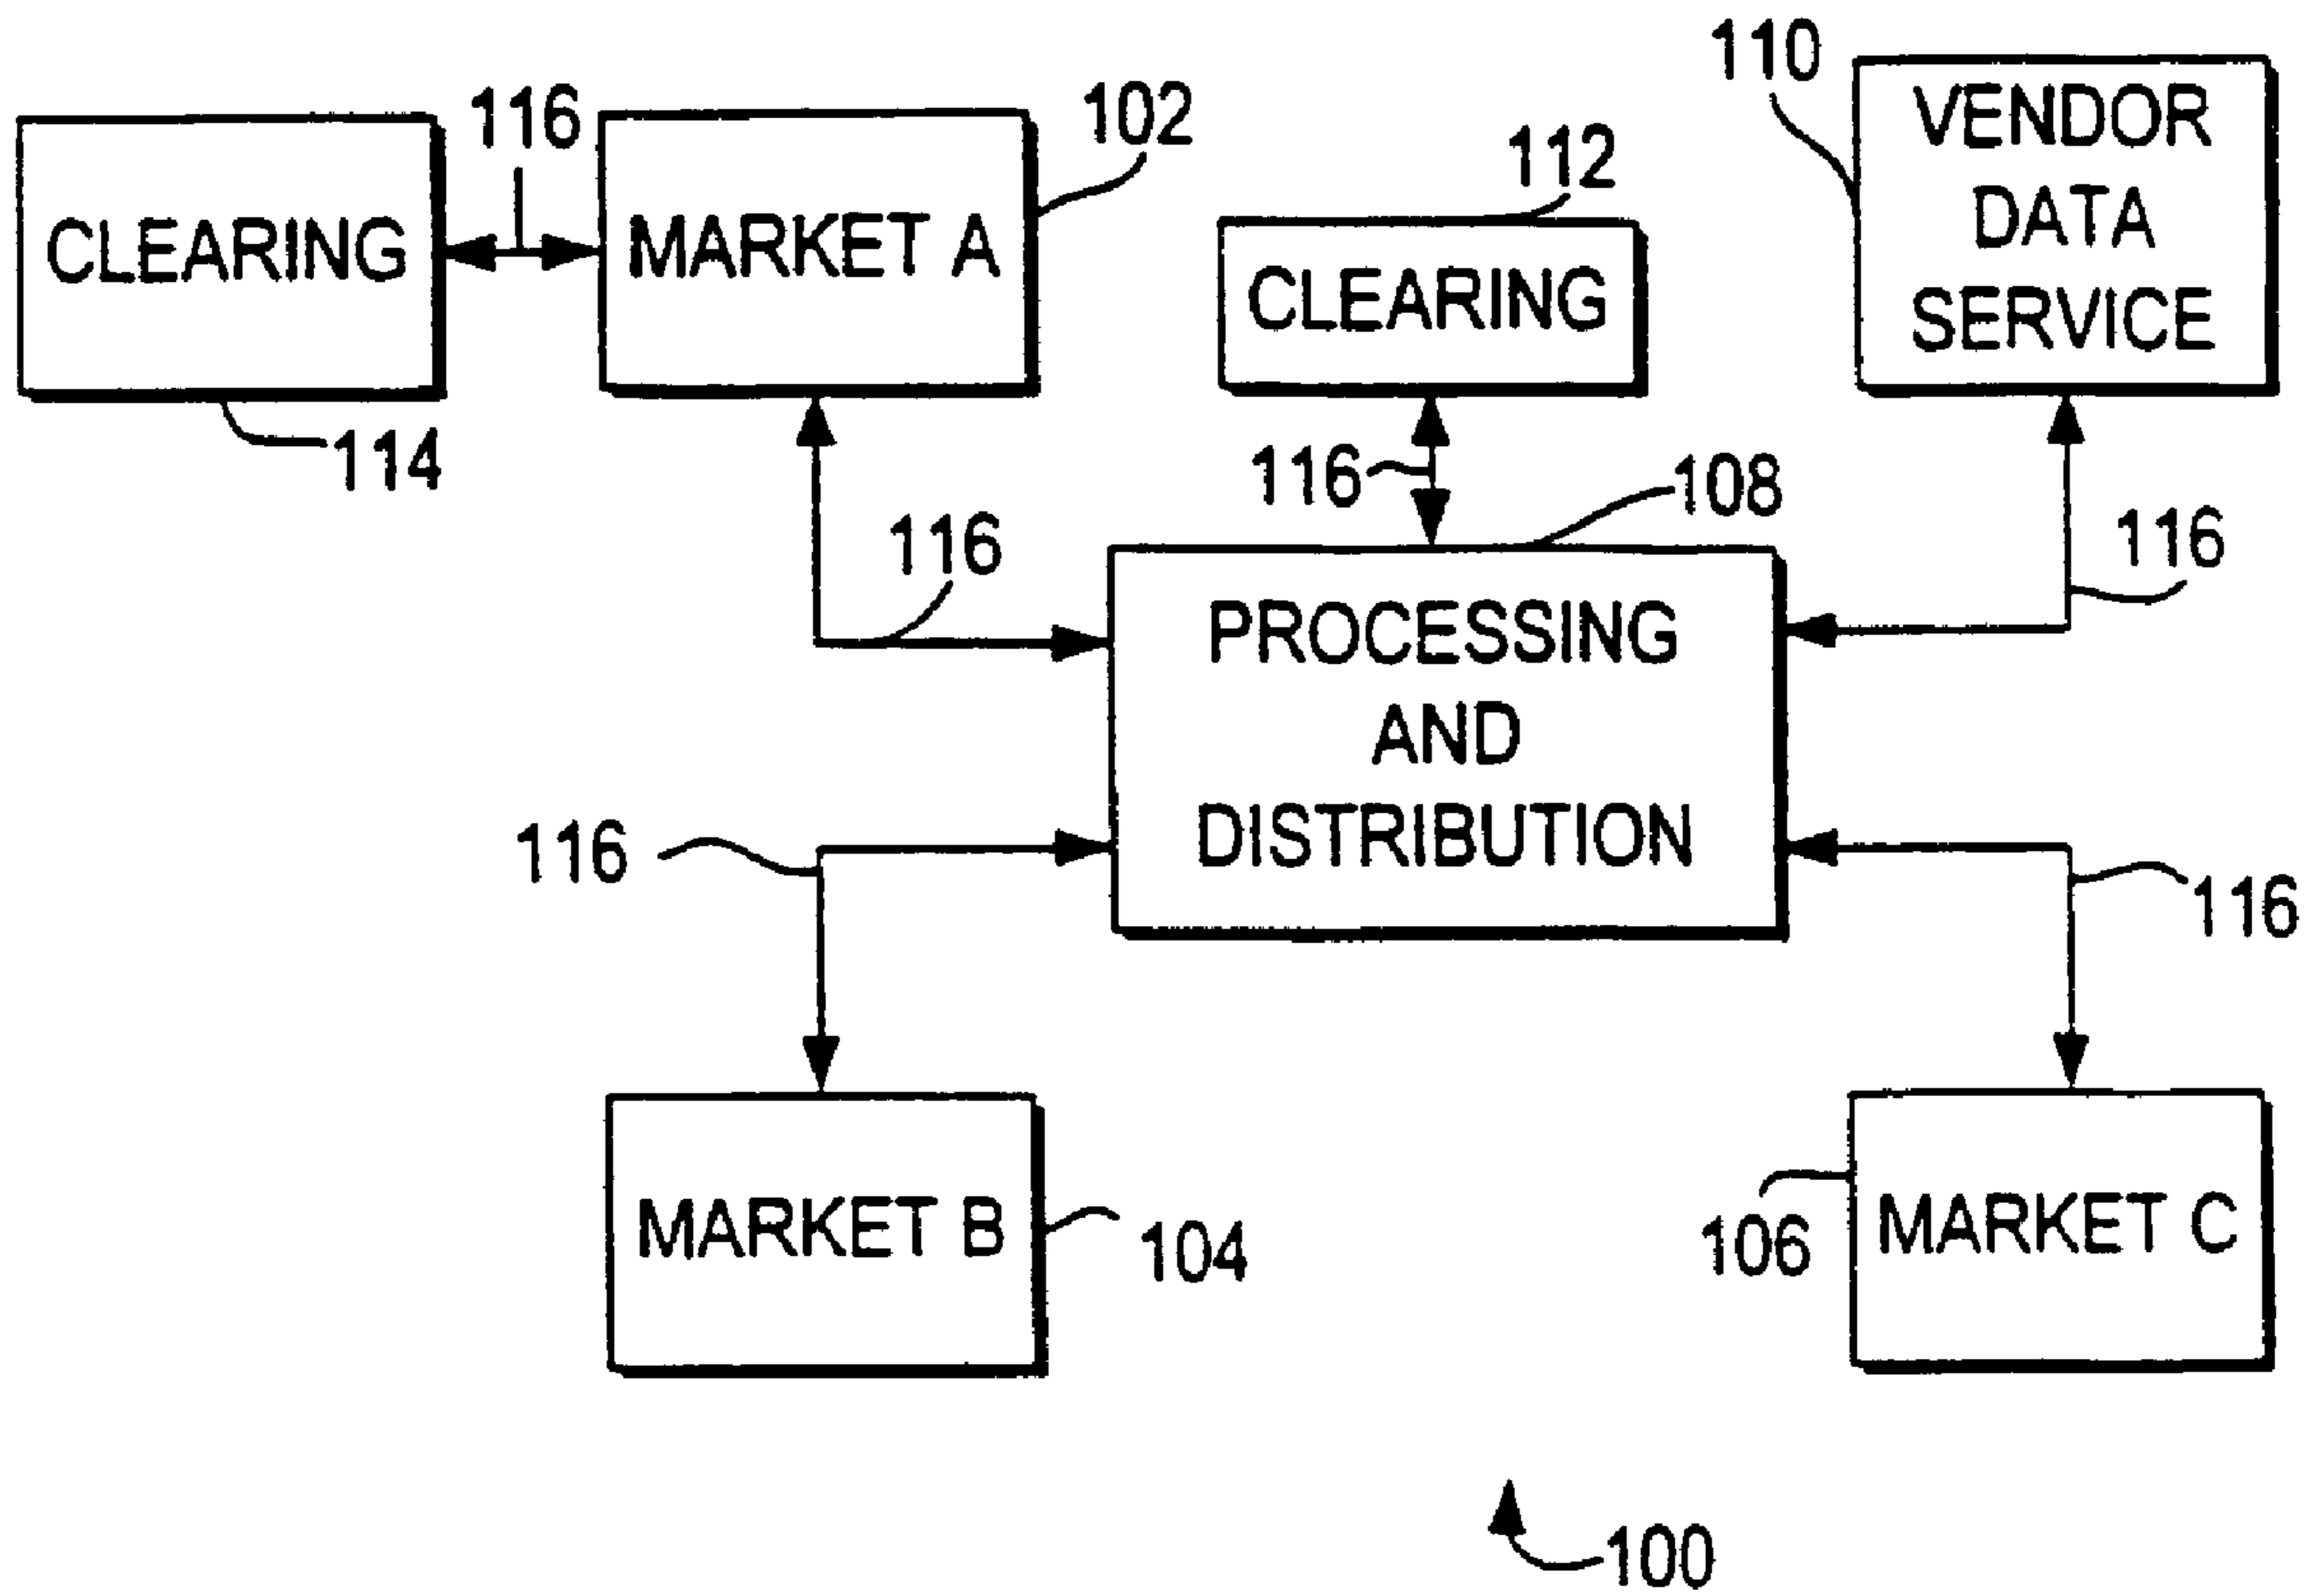 110
VENDOR
DATA
SERVICE
116
102
112
CLEARING
MARKET A
CLEARING
114
116
108
116
116
PROCESSING
AND
DISTRIBUTION
116
116
MARKET B
104
106
MARKET C
100